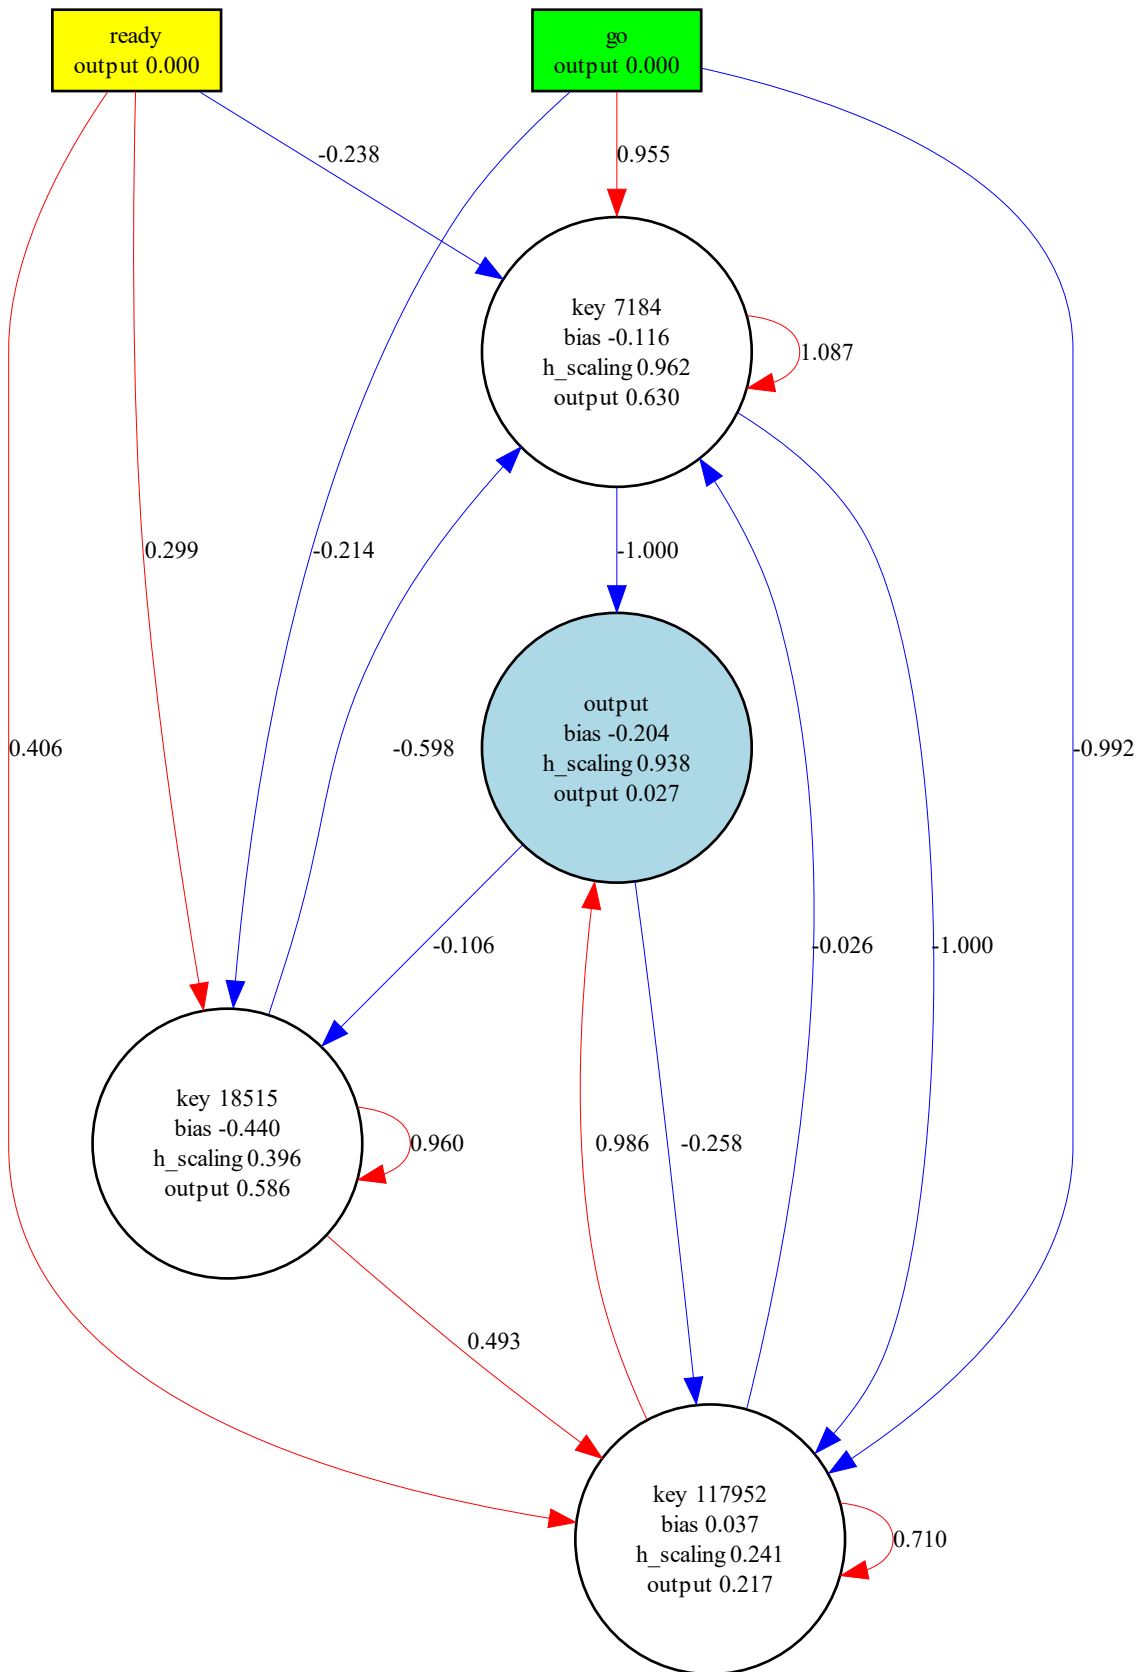 ready
output 0.000
go
output 0.000
-0.238
0.955
key 7184
bias -0.116
h_scaling 0.962
output 0.630
1.087
0.299
-0.214
-1.000
output
bias -0.204
h_scaling 0.938
output 0.027
0.406
-0.598
-0.992
-0.106
-0.026
-1.000
key 18515
bias -0.440
h_scaling 0.396
output 0.586
0.960
0.986
-0.258
0.493
key 117952
bias 0.037
h_scaling 0.241
output 0.217
0.710